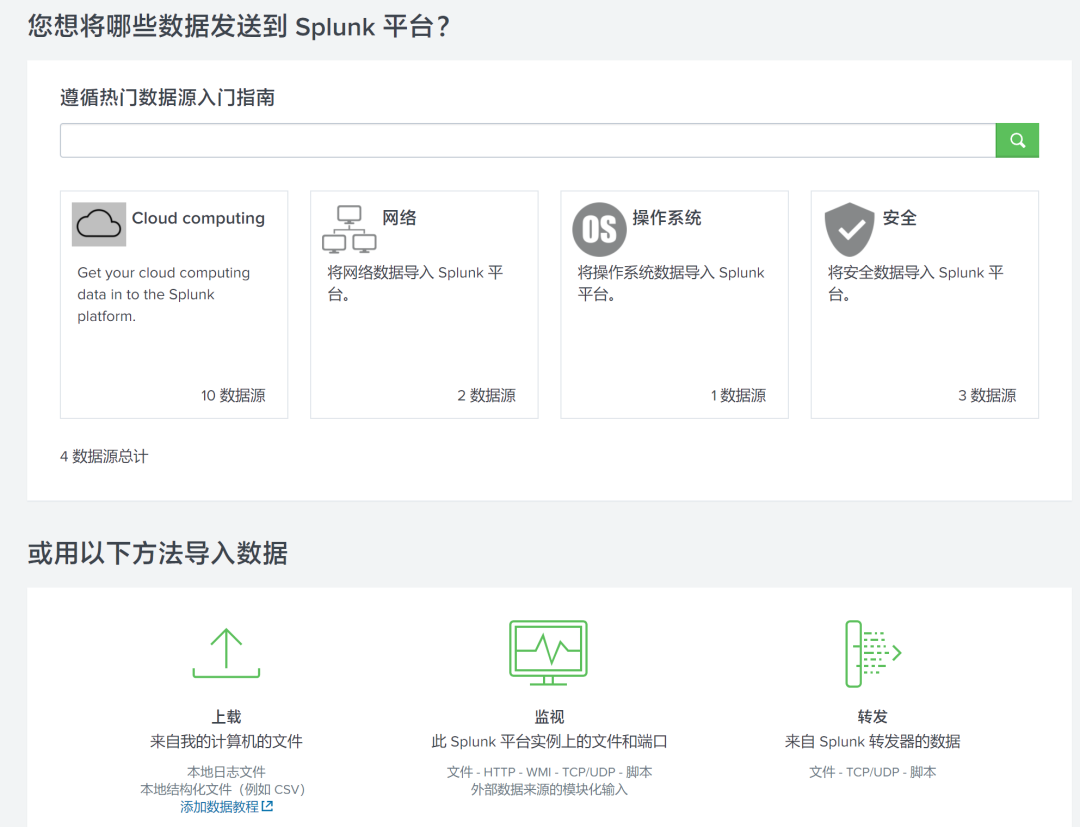 您想将哪些数据发送到 Splunk 平台？
遵循热门数据源入门指南
Cloud computing
Get your cloud computing
data in to the Splunk
platform.
10 数据源
网络
将网络数据导入 Splunk 平
台。
2 数据源
OS
操作系统
将操作系统数据导入 Splunk
平台。
1 数据源
安全
将安全数据导入 Splunk 平
台。
3 数据源
4 数据源总计
或用以下方法导入数据
上载
来自我的计算机的文件
本地日志文件
本地结构化文件（例如 CSV）
添加数据教程
监视
此 Splunk 平台实例上的文件和端口
文件 - HTTP - WMI - TCP/UDP - 脚本
外部数据来源的模块化输入
转发
来自 Splunk 转发器的数据
文件 - TCP/UDP - 脚本